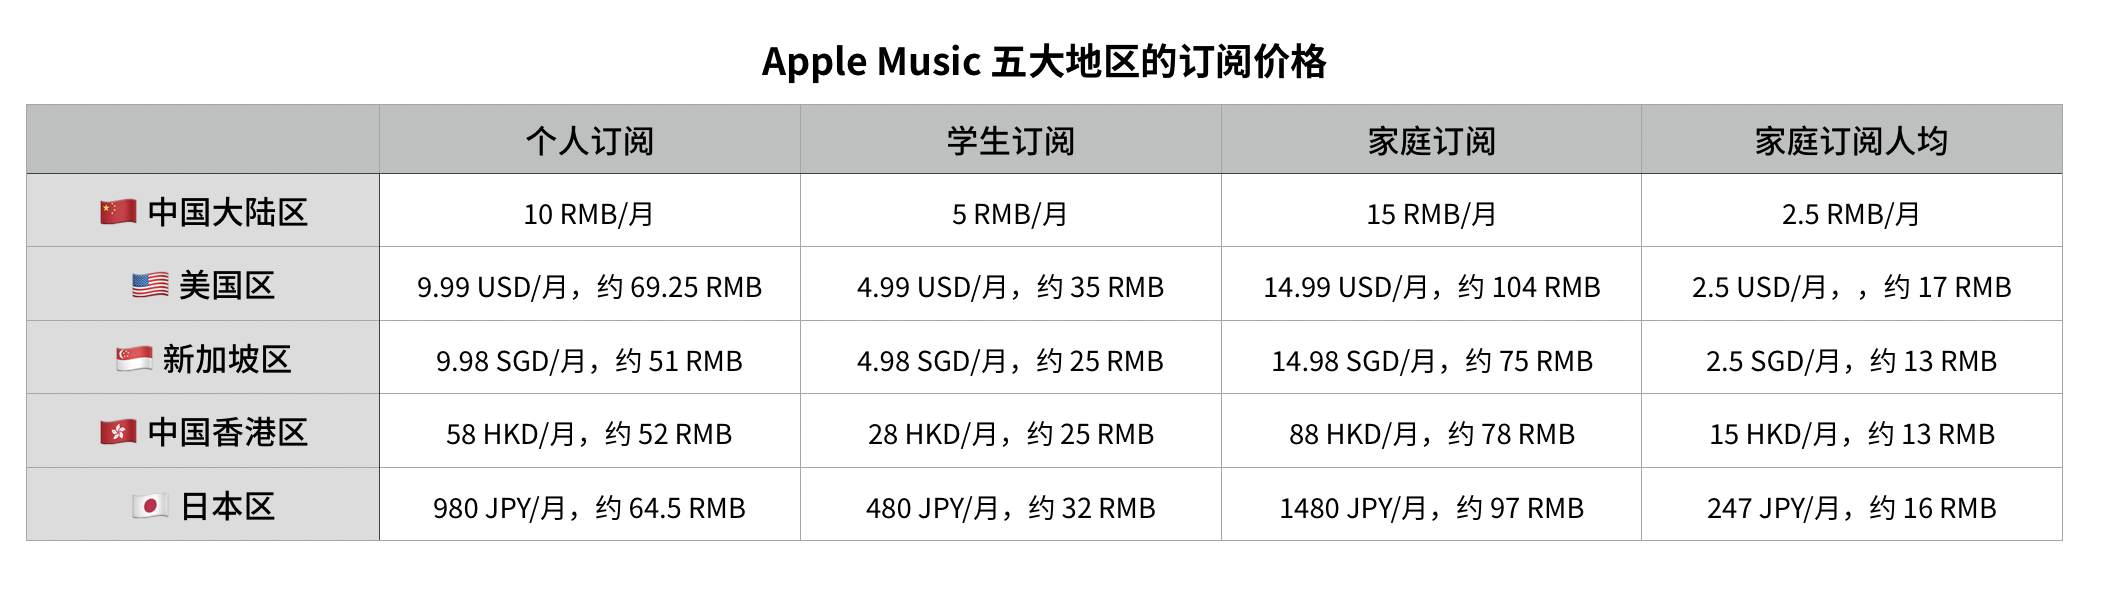 Apple Music 五大地区的订阅价格
个人订阅 学生订阅 家庭订阅 家庭订阅人均
🇨🇳 中国大陆区 10 RMB/月 5 RMB/月 15 RMB/月 2.5 RMB/月
🇺🇸 美国区 9.99 USD/月，约 69.25 RMB 4.99 USD/月，约 35 RMB 14.99 USD/月，约 104 RMB 2.5 USD/月，，约 17 RMB
🇸🇬 新加坡区 9.98 SGD/月，约 51 RMB 4.98 SGD/月，约 25 RMB 14.98 SGD/月，约 75 RMB 2.5 SGD/月，约 13 RMB
🇭🇰 中国香港区 58 HKD/月，约 52 RMB 28 HKD/月，约 25 RMB 88 HKD/月，约 78 RMB 15 HKD/月，约 13 RMB
🇯🇵 日本区 980 JPY/月，约 64.5 RMB 480 JPY/月，约 32 RMB 1480 JPY/月，约 97 RMB 247 JPY/月，约 16 RMB